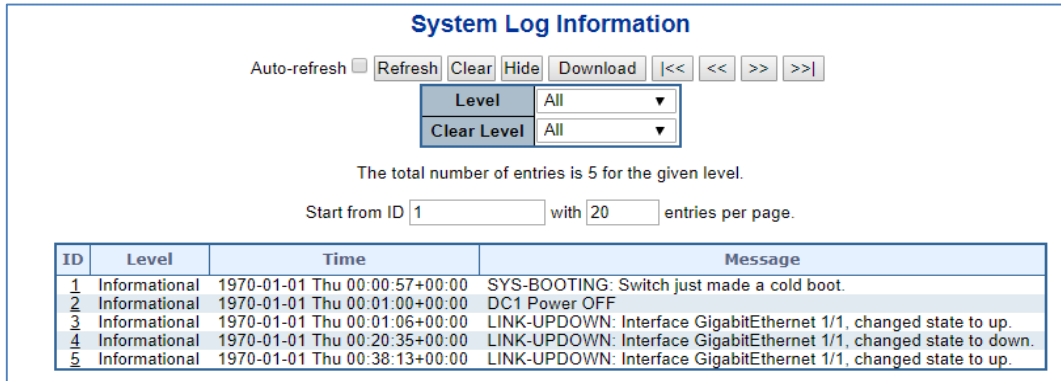 System Log Information
Auto-refresh Refresh Clear Hide Download |<< << >> >>|
Level All
Clear Level All
The total number of entries is 5 for the given level.
Start from ID 1 with 20 entries per page.
ID Level Time Message
1 Informational 1970-01-01 Thu 00:00:57+00:00 SYS-BOOTING: Switch just made a cold boot.
2 Informational 1970-01-01 Thu 00:01:00+00:00 DC1 Power OFF
3 Informational 1970-01-01 Thu 00:01:06+00:00 LINK-UPDOWN: Interface GigabitEthernet 1/1, changed state to up.
4 Informational 1970-01-01 Thu 00:20:35+00:00 LINK-UPDOWN: Interface GigabitEthernet 1/1, changed state to down.
5 Informational 1970-01-01 Thu 00:38:13+00:00 LINK-UPDOWN: Interface GigabitEthernet 1/1, changed state to up.